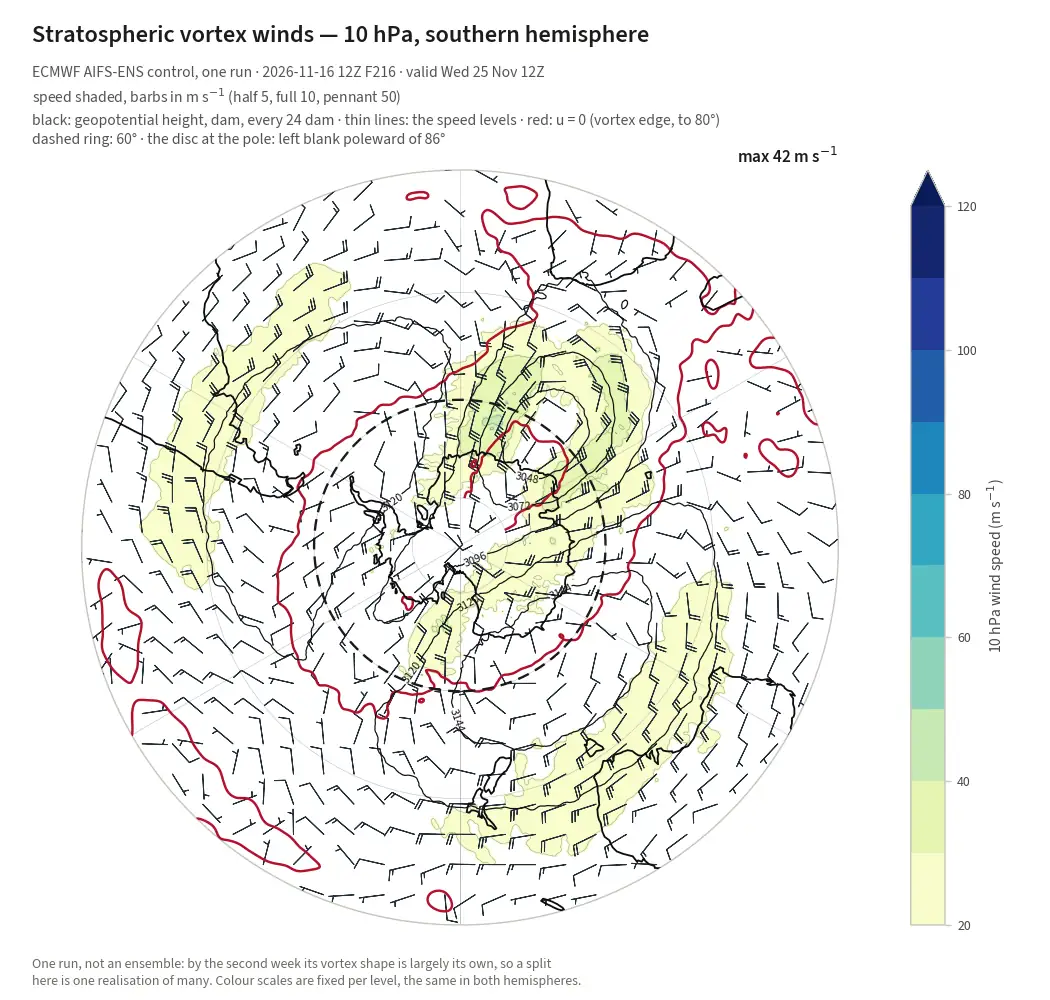 Stratospheric vortex winds — 10 hPa, southern hemisphere
ECMWF AIFS-ENS control, one run · 2026-11-16 12Z F216 · valid Wed 25 Nov 12Z
speed shaded, barbs in m s⁻¹ (half 5, full 10, pennant 50)
black: geopotential height, dam, every 24 dam · thin lines: the speed levels · red: u = 0 (vortex edge, to 80°)
dashed ring: 60° · the disc at the pole: left blank poleward of 86°
max 42 m s⁻¹
120
100
80
60
40
20
10 hPa wind speed (m s⁻¹)
3048
3072
3120
3096
3120
3120
3144
One run, not an ensemble: by the second week its vortex shape is largely its own, so a split
here is one realisation of many. Colour scales are fixed per level, the same in both hemispheres.